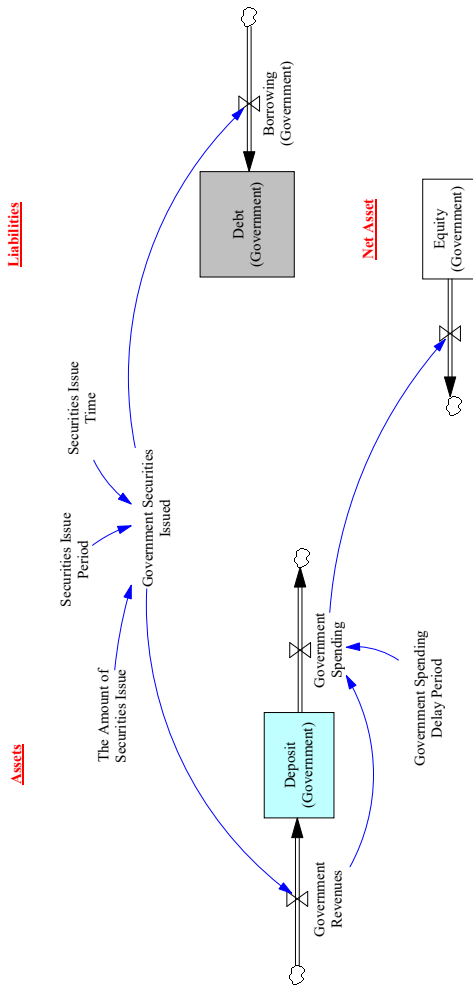 Assets
Liabilities
The Amount of
Securities Issue
Securities Issue
Period
Securities Issue
Time
Government Securities
Issued
Government
Revenues
Deposit
(Government)
Government
Spending
Government Spending
Delay Period
Debt
(Government)
Borrowing
(Government)
Net Asset
Equity
(Government)